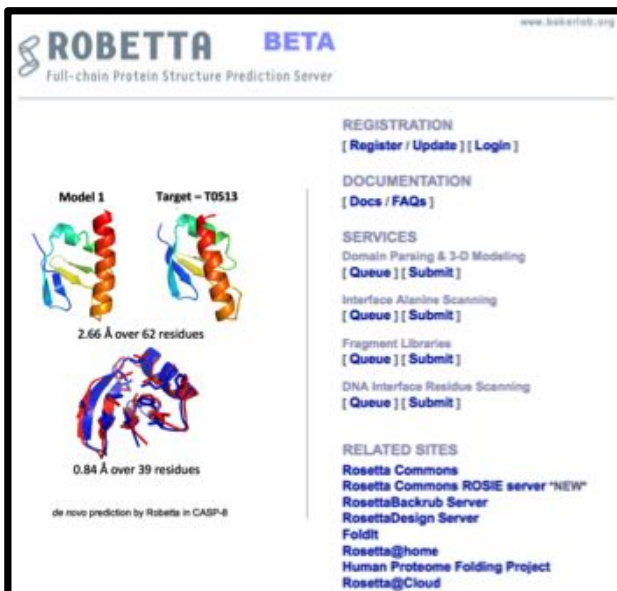 www.bakerlab.org
ROBETTA BETA
Full-chain Protein Structure Prediction Server
Model 1 Target – T0513
2.66 Å over 62 residues
0.84 Å over 39 residues
de novo prediction by Robetta in CASP-8
REGISTRATION
[ Register / Update ] [ Login ]
DOCUMENTATION
[ Docs / FAQs ]
SERVICES
Domain Parsing & 3-D Modeling
[ Queue ] [ Submit ]
Interface Alanine Scanning
[ Queue ] [ Submit ]
Fragment Libraries
[ Queue ] [ Submit ]
DNA Interface Residue Scanning
[ Queue ] [ Submit ]
RELATED SITES
Rosetta Commons
Rosetta Commons ROSIE server *NEW*
RosettaBackrub Server
RosettaDesign Server
FoldIt
Rosetta@home
Human Proteome Folding Project
Rosetta@Cloud